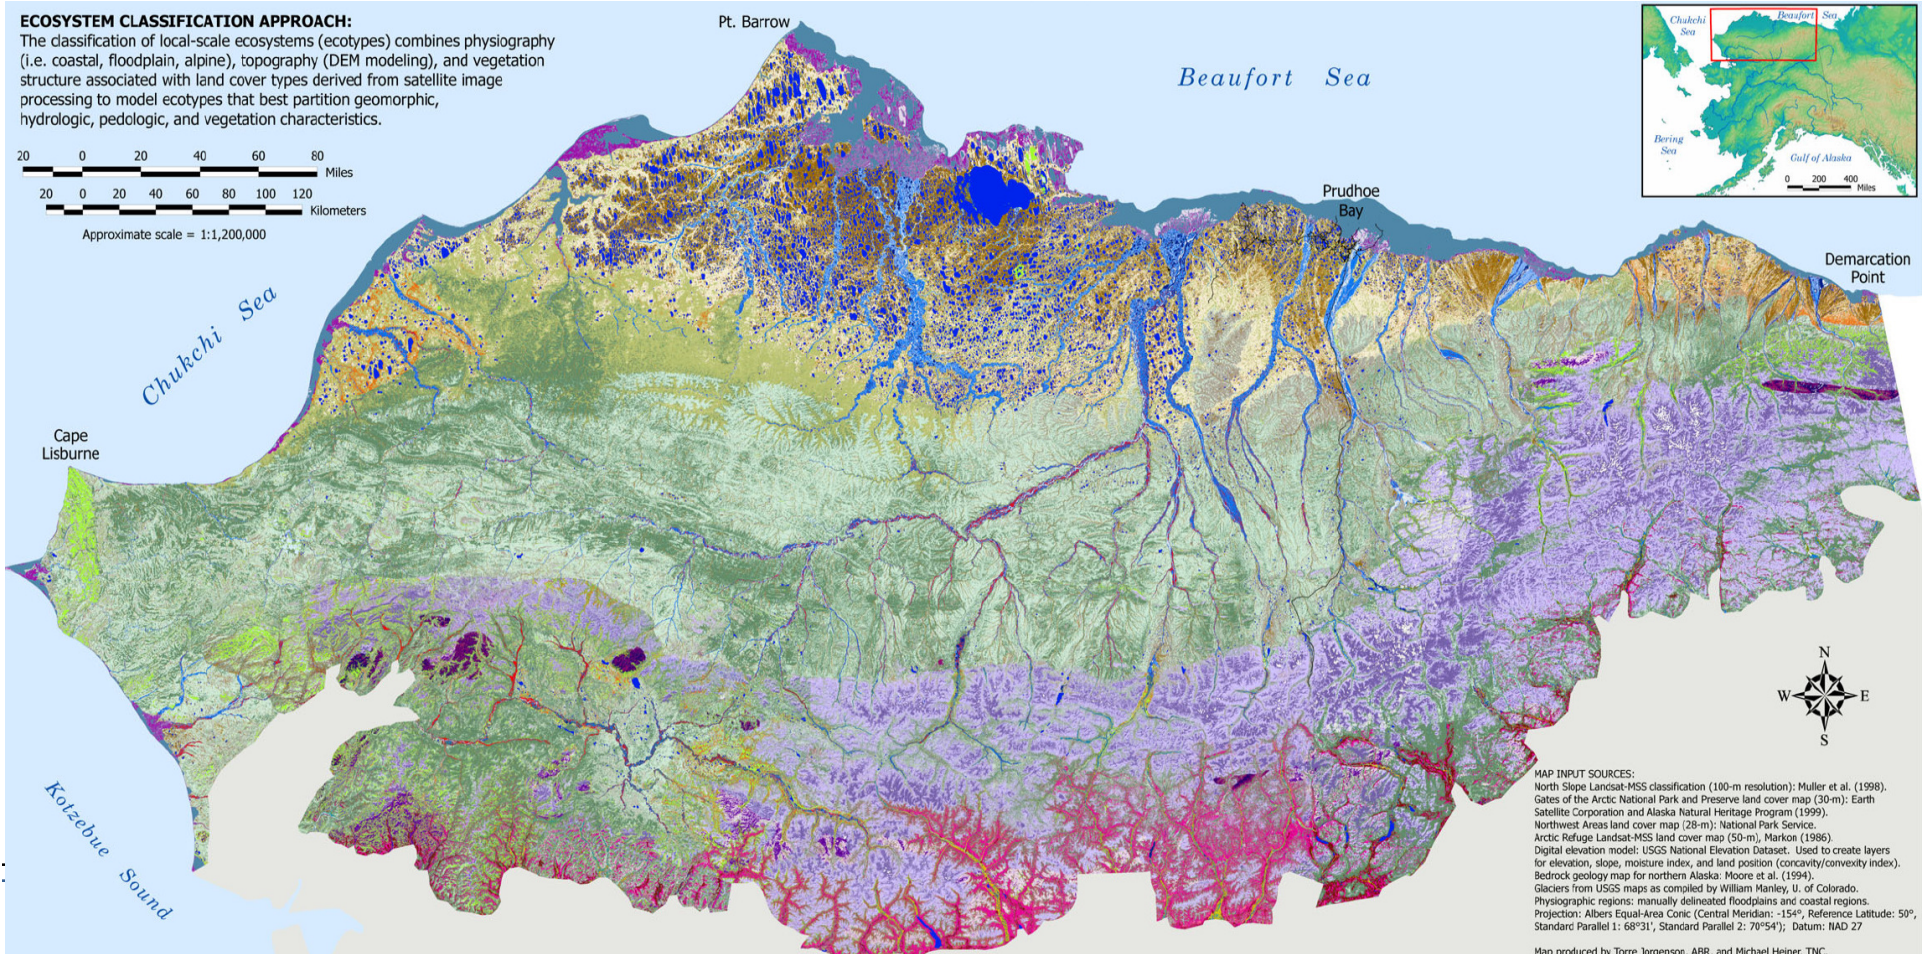 ECOSYSTEM CLASSIFICATION APPROACH:
The classification of local-scale ecosystems (ecotypes) combines physiography
(i.e. coastal, floodplain, alpine), topography (DEM modeling), and vegetation
structure associated with land cover types derived from satellite image
processing to model ecotypes that best partition geomorphic,
hydrologic, pedologic, and vegetation characteristics.
20 0 20 40 60 80
Miles
20 0 20 40 60 80 100 120
Kilometers
Approximate scale = 1:1,200,000
Pt. Barrow
Beaufort Sea
Chukchi
Sea
Beaufort Sea
Bering
Sea
Gulf of Alaska
0 200 400
Miles
Prudhoe
Bay
Demarcation
Point
Chukchi Sea
Cape
Lisburne
Kotzebue Sound
N
W E
S
MAP INPUT SOURCES:
North Slope Landsat-MSS classification (100-m resolution): Muller et al. (1998).
Gates of the Arctic National Park and Preserve land cover map (30-m): Earth
Satellite Corporation and Alaska Natural Heritage Program (1999).
Northwest Areas land cover map (28-m): National Park Service.
Arctic Refuge Landsat-MSS land cover map (50-m), Markon (1986).
Digital elevation model: USGS National Elevation Dataset. Used to create layers
for elevation, slope, moisture index, and land position (concavity/convexity index).
Bedrock geology map for northern Alaska: Moore et al. (1994).
Glaciers from USGS maps as compiled by William Manley, U. of Colorado.
Physiographic regions: manually delineated floodplains and coastal regions.
Projection: Albers Equal-Area Conic (Central Meridian: -154°, Reference Latitude: 50°,
Standard Parallel 1: 68°31', Standard Parallel 2: 70°54'); Datum: NAD 27
Map produced by Torre Jorgenson, ABR, and Michael Heiner, TNC.